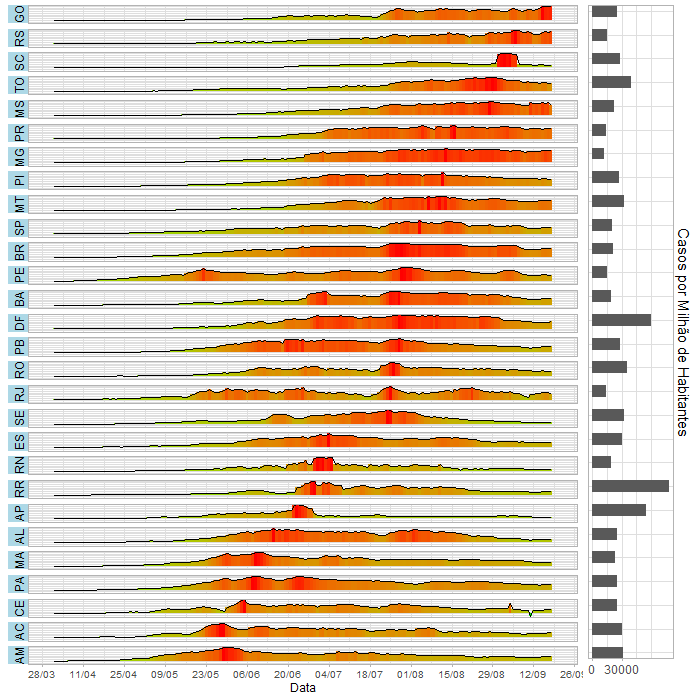 GO
RS
SC
TO
MS
PR
MG
PI
MT
SP
BR
PE
BA
DF
PB
RO
RJ
SE
ES
RN
RR
AP
AL
MA
PA
CE
AC
AM
28/03 11/04 25/04 09/05 23/05 06/06 20/06 04/07 18/07 01/08 15/08 29/08 12/09 26/09
Data
0 30000
Casos por Milhão de Habitantes